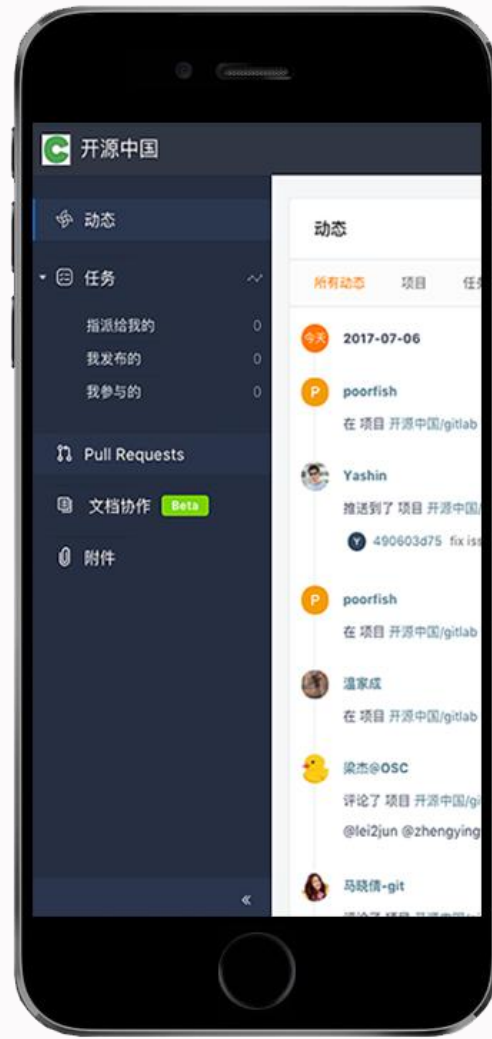 开源中国
动态
任务
指派给我的 0
我发布的 0
我参与的 0
Pull Requests
文档协作 Beta
附件
«
动态
所有动态 项目
今天 2017-07-06
P poorfish
在 项目 开源中国/gitlab
Yashin
推送到了 项目 开源中国/
Y 490603d75 fix iss
P poorfish
在 项目 开源中国/gitlab
温家成
在 项目 开源中国/gitlab
梁杰@OSC
评论了 项目 开源中国/gi
@lei2jun @zhengying
马晓倩-git